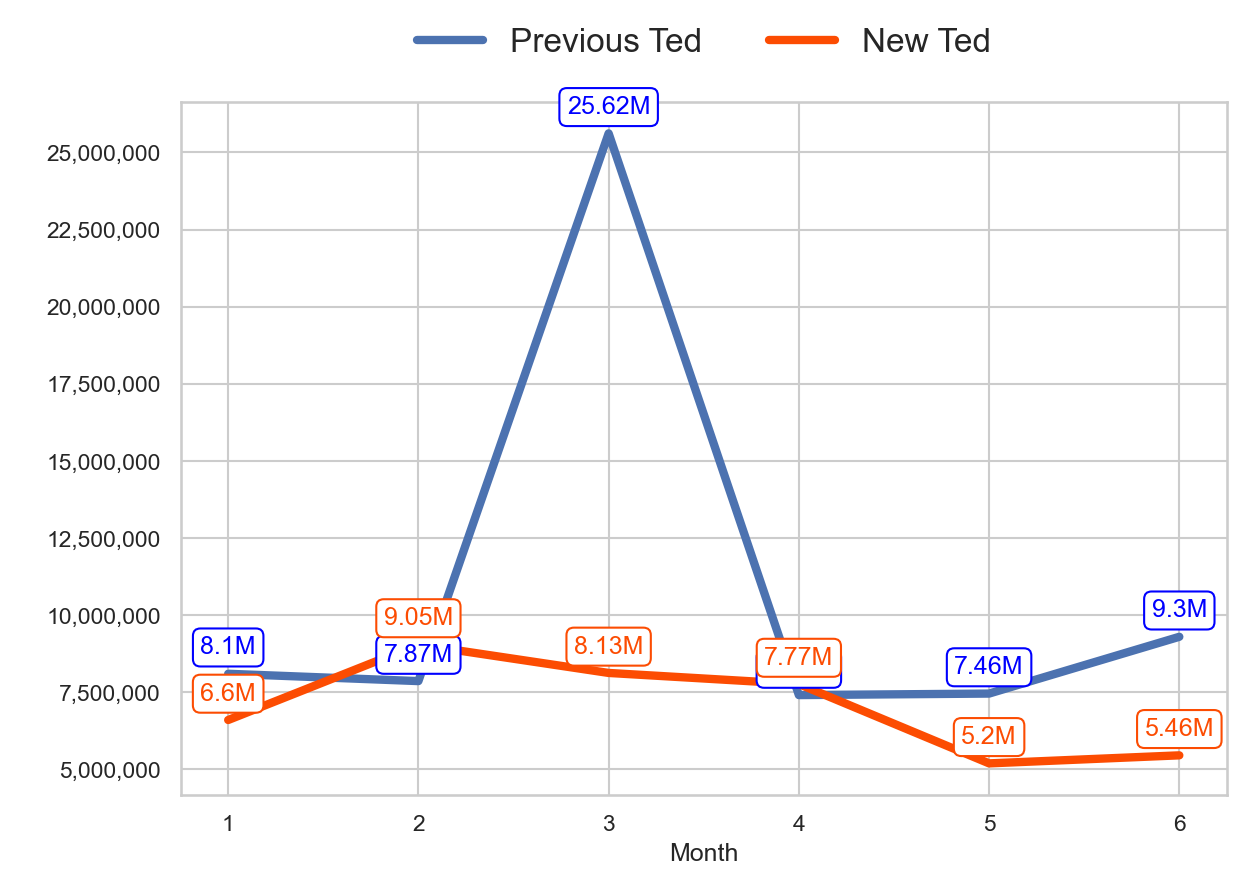 Previous Ted New Ted
25.62M
25,000,000
22,500,000
20,000,000
17,500,000
15,000,000
12,500,000
10,000,000
7,500,000
5,000,000
8.1M
6.6M
9.05M
7.87M
8.13M
7.77M
7.46M
5.2M
9.3M
5.46M
1 2 3 4 5 6
Month